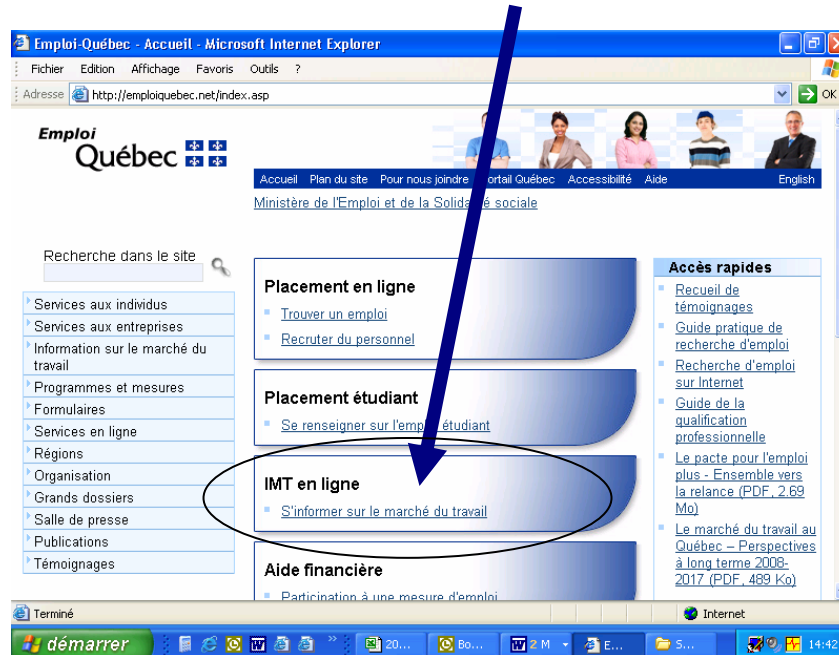 Emploi-Québec - Accueil - Microsoft Internet Explorer
Fichier Edition Affichage Favoris Outils ?
Adresse http://emploiquebec.net/index.asp OK
Emploi
Québec
Accueil Plan du site Pour nous joindre Portail Québec Accessibilité Aide English
Ministère de l'Emploi et de la Solidarité sociale
Recherche dans le site
Services aux individus
Services aux entreprises
Information sur le marché du
travail
Programmes et mesures
Formulaires
Services en ligne
Régions
Organisation
Grands dossiers
Salle de presse
Publications
Témoignages
Placement en ligne
Trouver un emploi
Recruter du personnel
Placement étudiant
Se renseigner sur l'emploi étudiant
IMT en ligne
S'informer sur le marché du travail
Aide financière
Participation à une mesure d'emploi
Accès rapides
Recueil de
témoignages
Guide pratique de
recherche d'emploi
Recherche d'emploi
sur Internet
Guide de la
qualification
professionnelle
Le pacte pour l'emploi
plus - Ensemble vers
la relance (PDF, 2.69
Mo)
Le marché du travail au
Québec – Perspectives
à long terme 2008-
2017 (PDF, 489 Ko)
Terminé Internet
démarrer » 20... Bo... 2 M E... S... 14:42